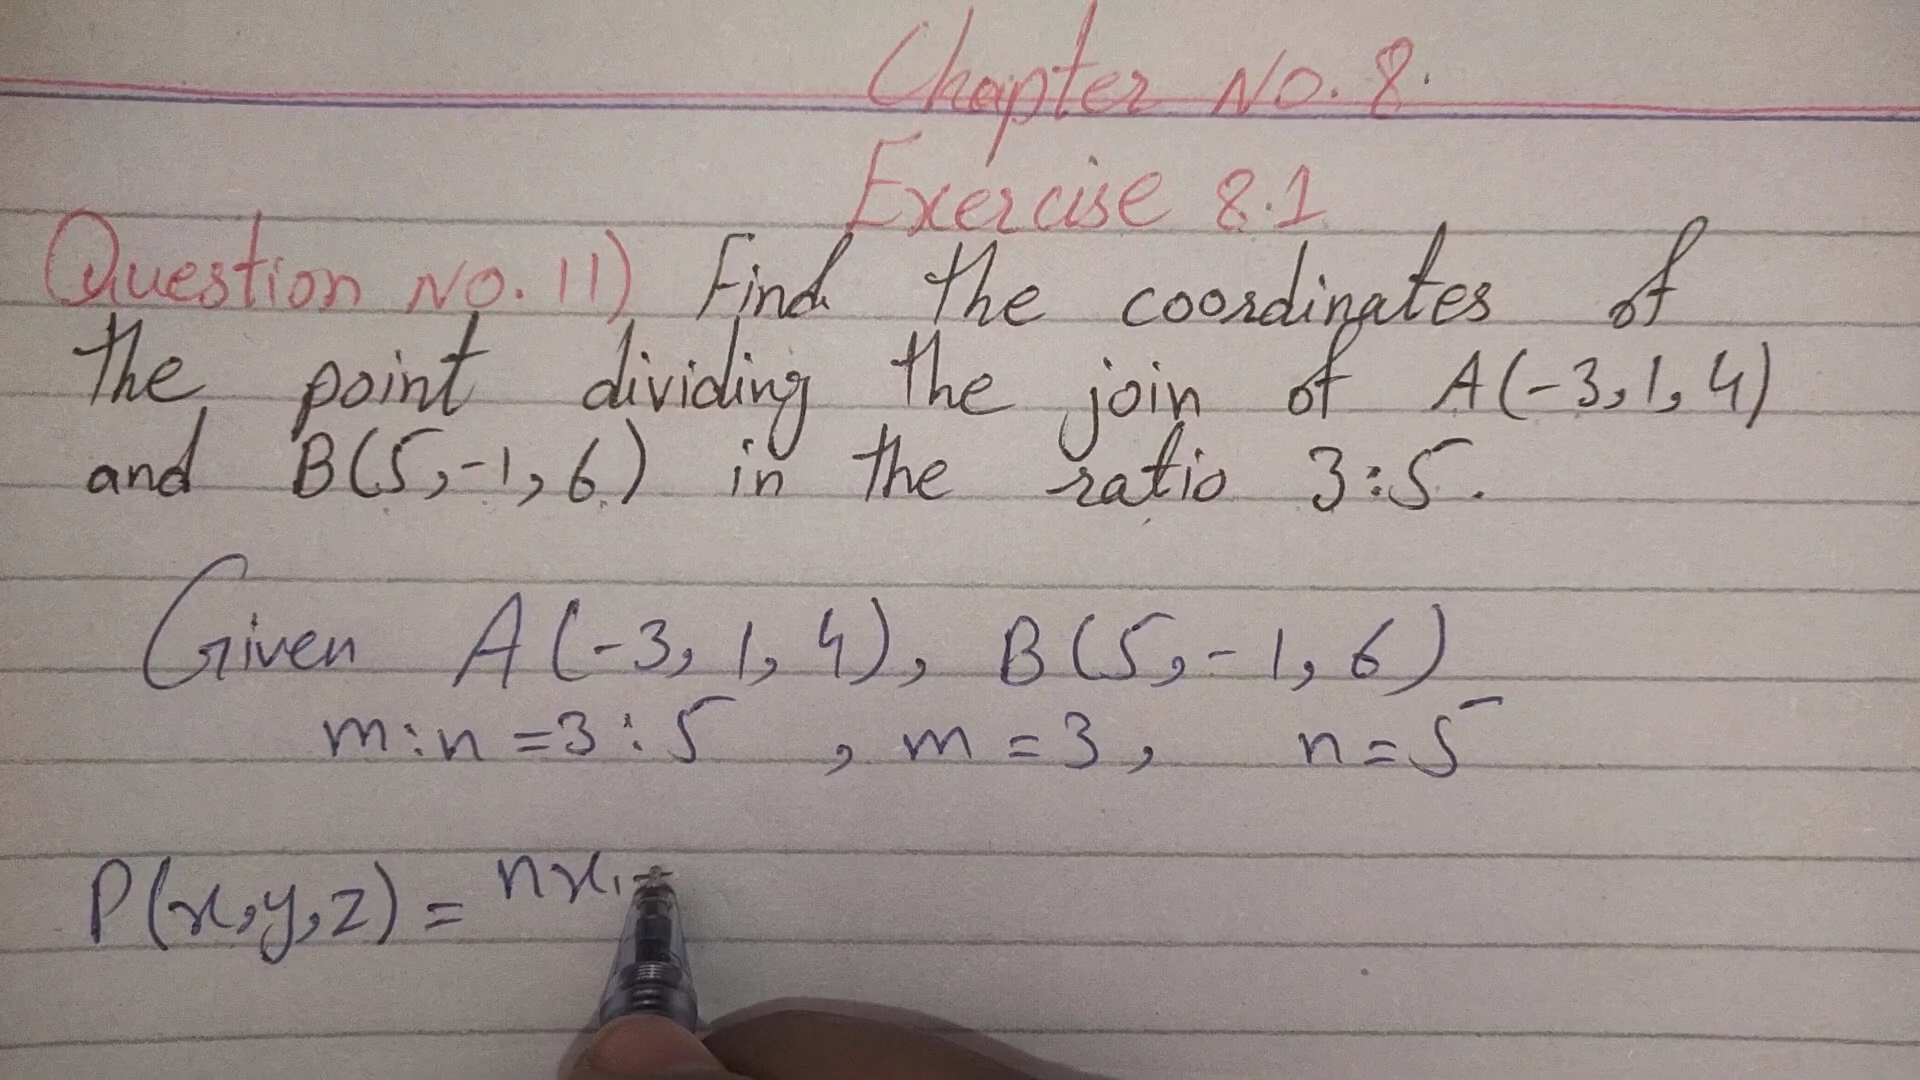 Chapter No. 8.
Exercise 8.1
Question No. 11) Find the coordinates of
the point dividing the join of A(-3,1,4)
and B(5,-1,6) in the ratio 3:5.
Given A(-3,1,4), B(5,-1,6)
m:n=3:5 , m=3, n=5
P(x,y,z) = nx₁+